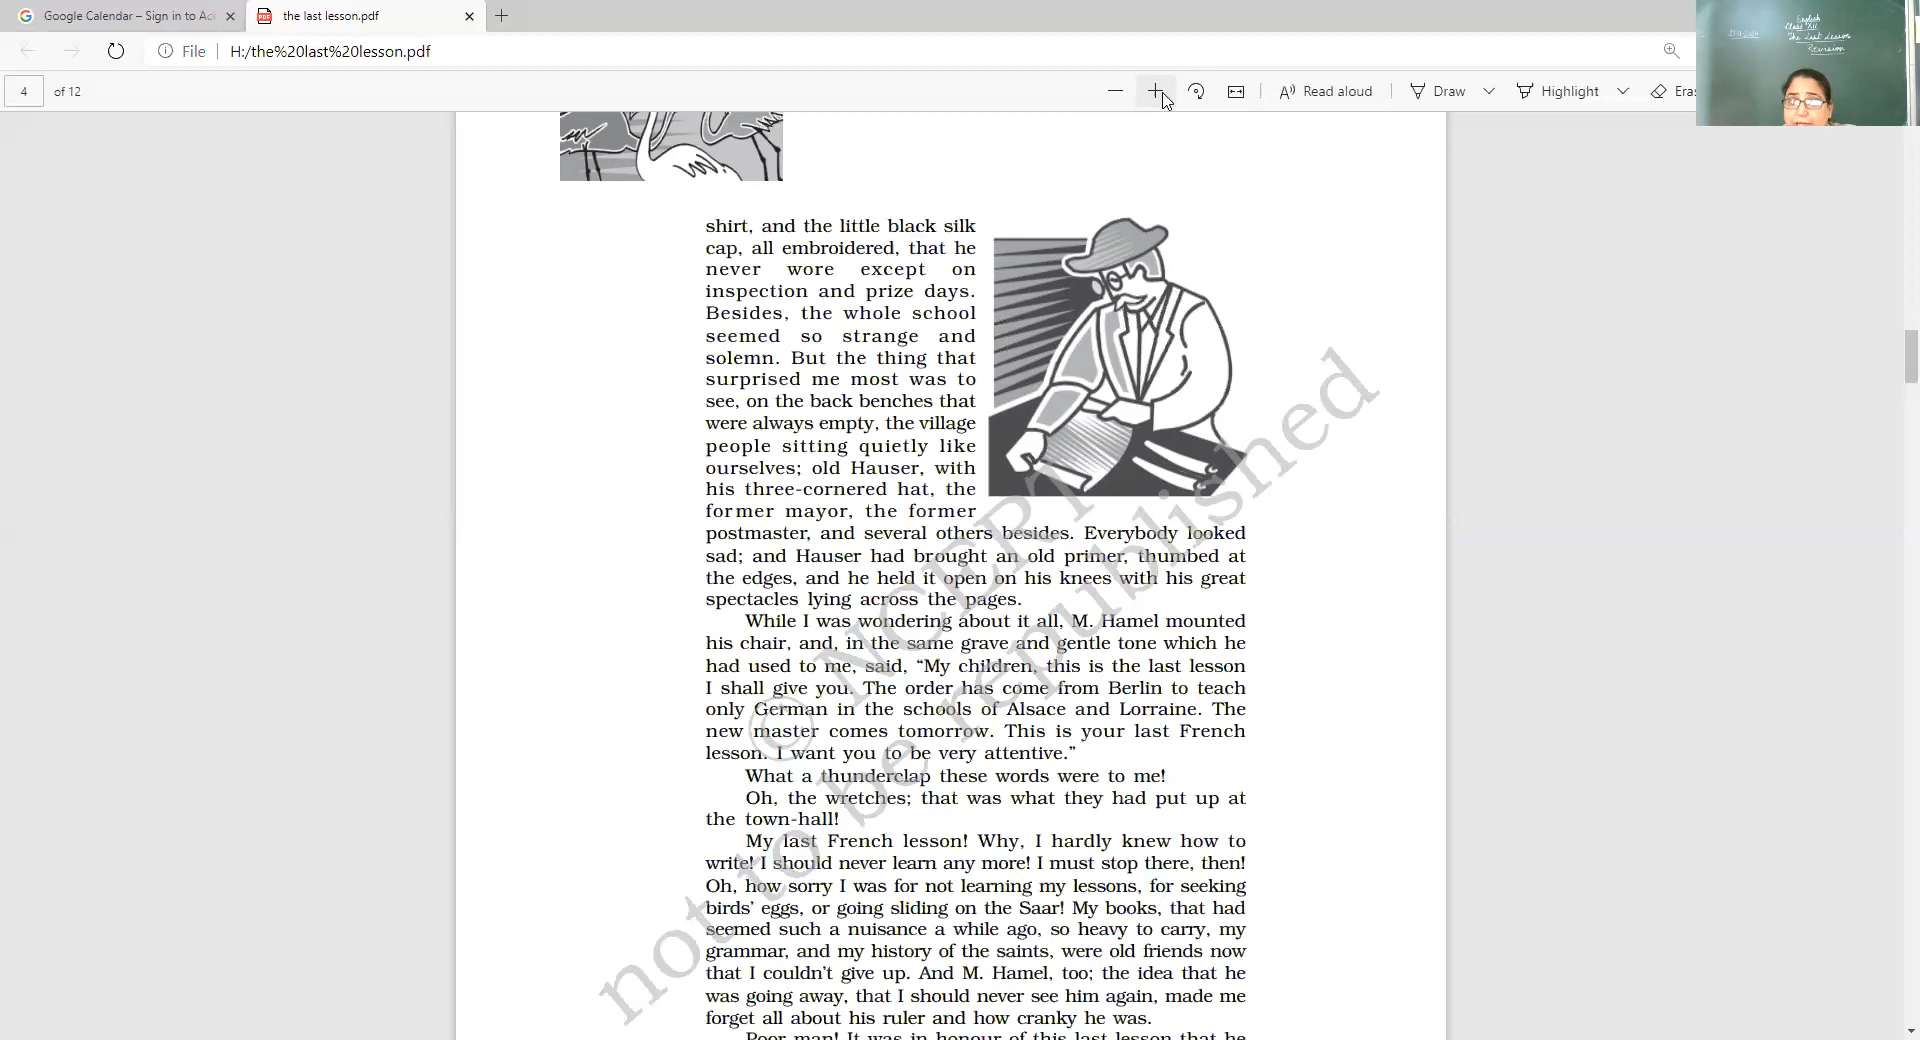 Google Calendar – Sign in to Ac
the last lesson.pdf
File
H:/the%20last%20lesson.pdf
4 of 12
Read aloud
Draw
Highlight
Eras
English
Class XII
The Last Lesson
Revision
shirt, and the little black silk
cap, all embroidered, that he
never wore except on
inspection and prize days.
Besides, the whole school
seemed so strange and
solemn. But the thing that
surprised me most was to
see, on the back benches that
were always empty, the village
people sitting quietly like
ourselves; old Hauser, with
his three-cornered hat, the
former mayor, the former
postmaster, and several others besides. Everybody looked
sad; and Hauser had brought an old primer, thumbed at
the edges, and he held it open on his knees with his great
spectacles lying across the pages.
While I was wondering about it all, M. Hamel mounted
his chair, and, in the same grave and gentle tone which he
had used to me, said, “My children, this is the last lesson
I shall give you. The order has come from Berlin to teach
only German in the schools of Alsace and Lorraine. The
new master comes tomorrow. This is your last French
lesson. I want you to be very attentive.”
What a thunderclap these words were to me!
Oh, the wretches; that was what they had put up at
the town-hall!
My last French lesson! Why, I hardly knew how to
write! I should never learn any more! I must stop there, then!
Oh, how sorry I was for not learning my lessons, for seeking
birds’ eggs, or going sliding on the Saar! My books, that had
seemed such a nuisance a while ago, so heavy to carry, my
grammar, and my history of the saints, were old friends now
that I couldn’t give up. And M. Hamel, too; the idea that he
was going away, that I should never see him again, made me
forget all about his ruler and how cranky he was.
Poor man! It was in honour of this last lesson that he
© NCERT
not to be republished